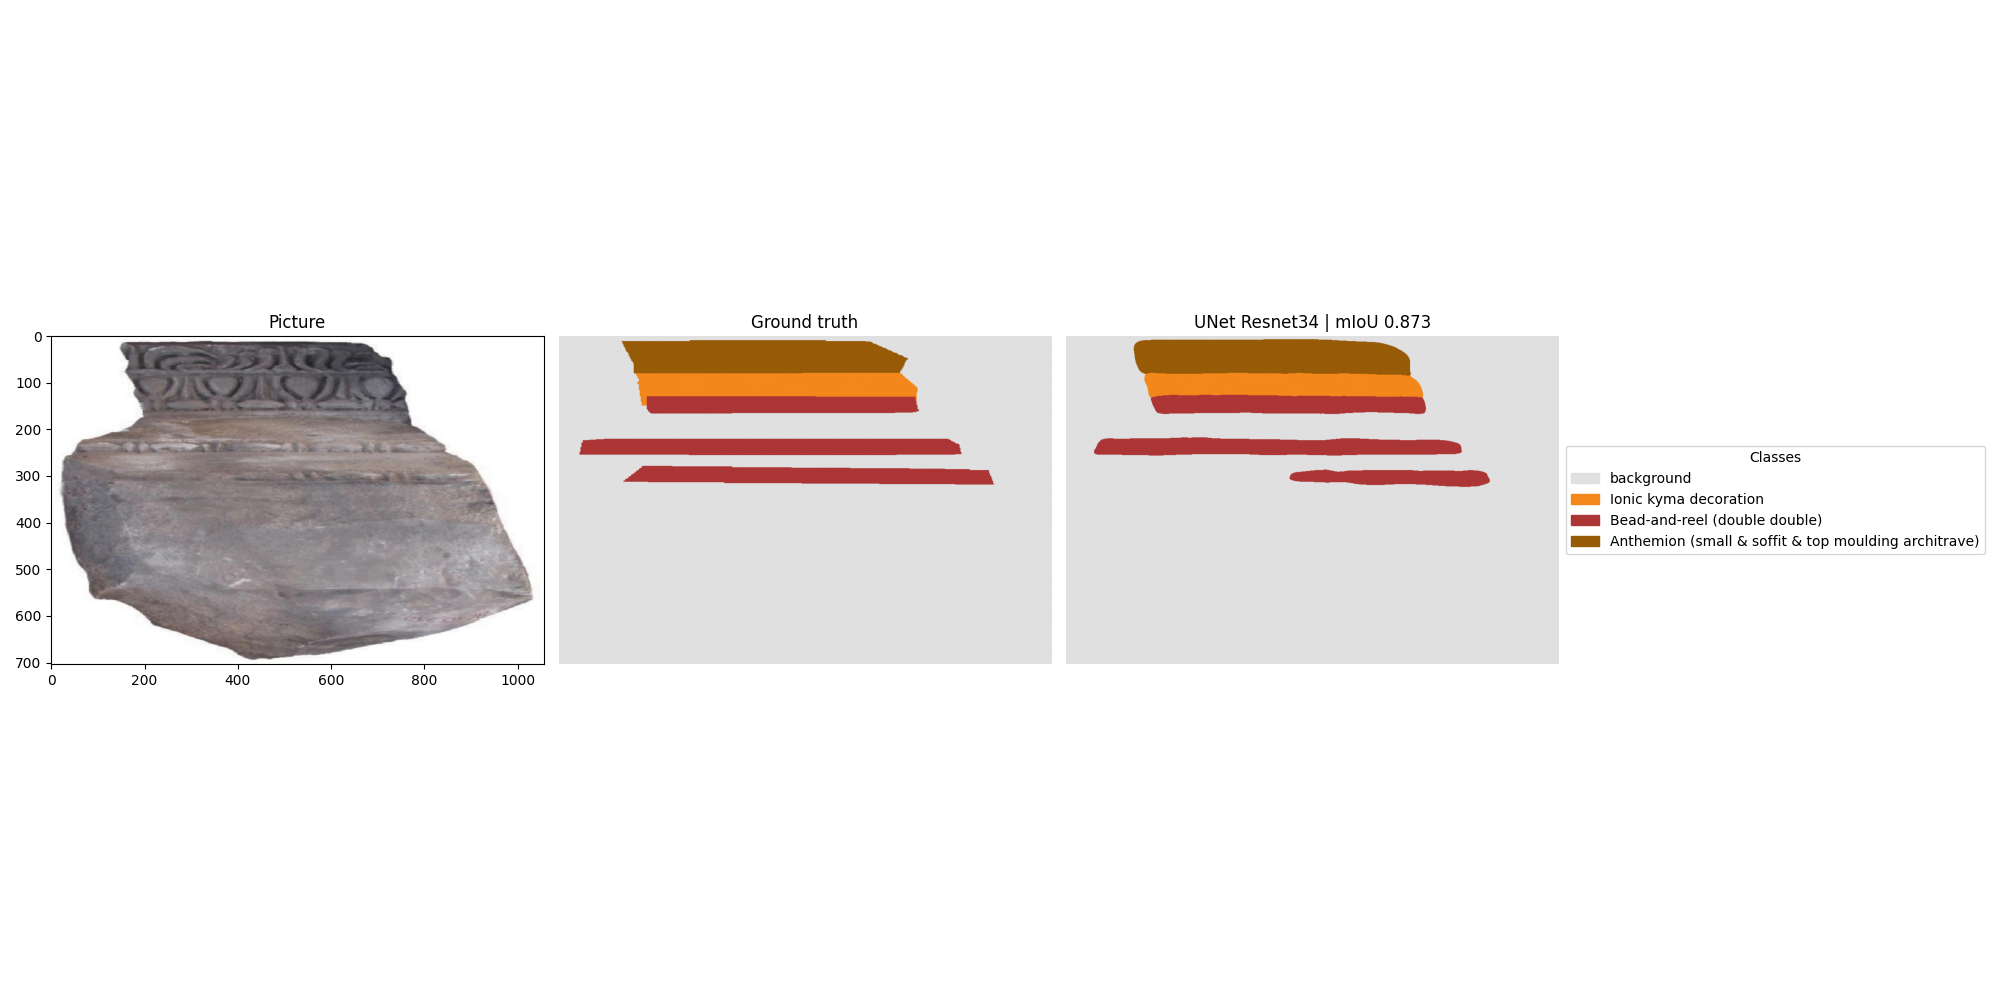 Picture
Ground truth
UNet Resnet34 | mIoU 0.873
0
100
200
300
400
500
600
700
0
200
400
600
800
1000
Classes
background
Ionic kyma decoration
Bead-and-reel (double double)
Anthemion (small & soffit & top moulding architrave)